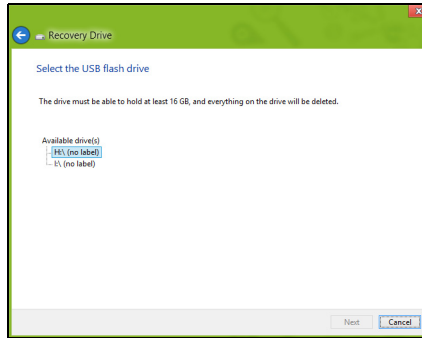 Recovery Drive
Select the USB flash drive
The drive must be able to hold at least 16 GB, and everything on the drive will be deleted.
Available drive(s)
H:\ (no label)
I:\ (no label)
Next
Cancel